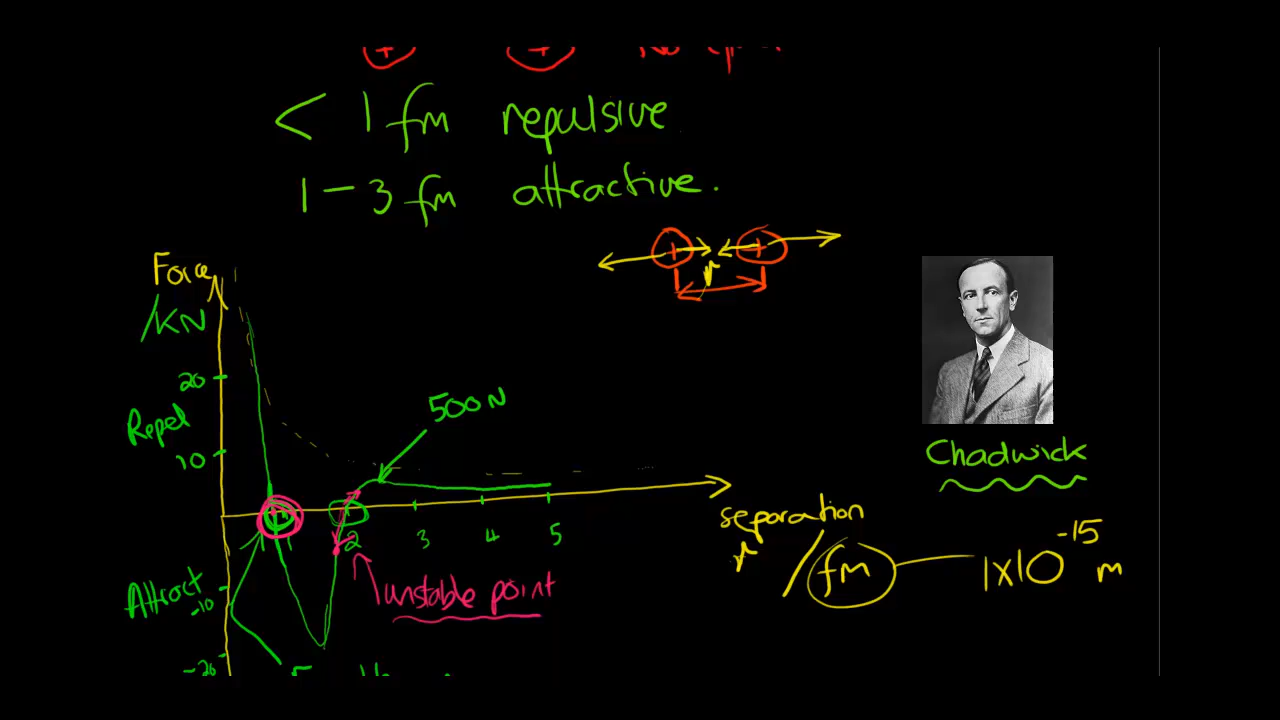 < 1 fm repulsive
1 – 3 fm attractive.
+ +
r
Force
/KN
20
Repel
10
500N
Chadwick
separation
r /fm
1x10^-15 m
2 3 4 5
Attract
-10
unstable point
-20